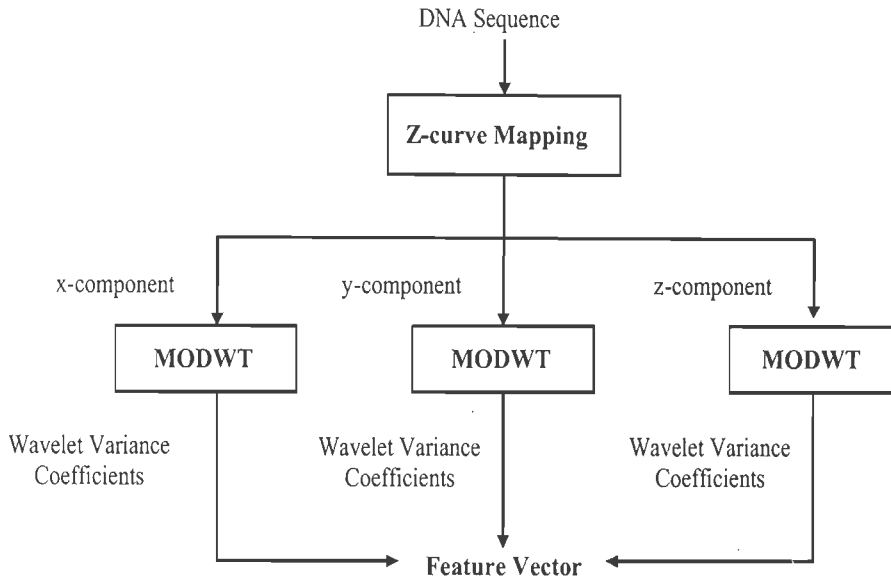 DNA Sequence
Z-curve Mapping
x-component
y-component
z-component
MODWT
MODWT
MODWT
Wavelet Variance
Coefficients
Wavelet Variance
Coefficients
Wavelet Variance
Coefficients
Feature Vector